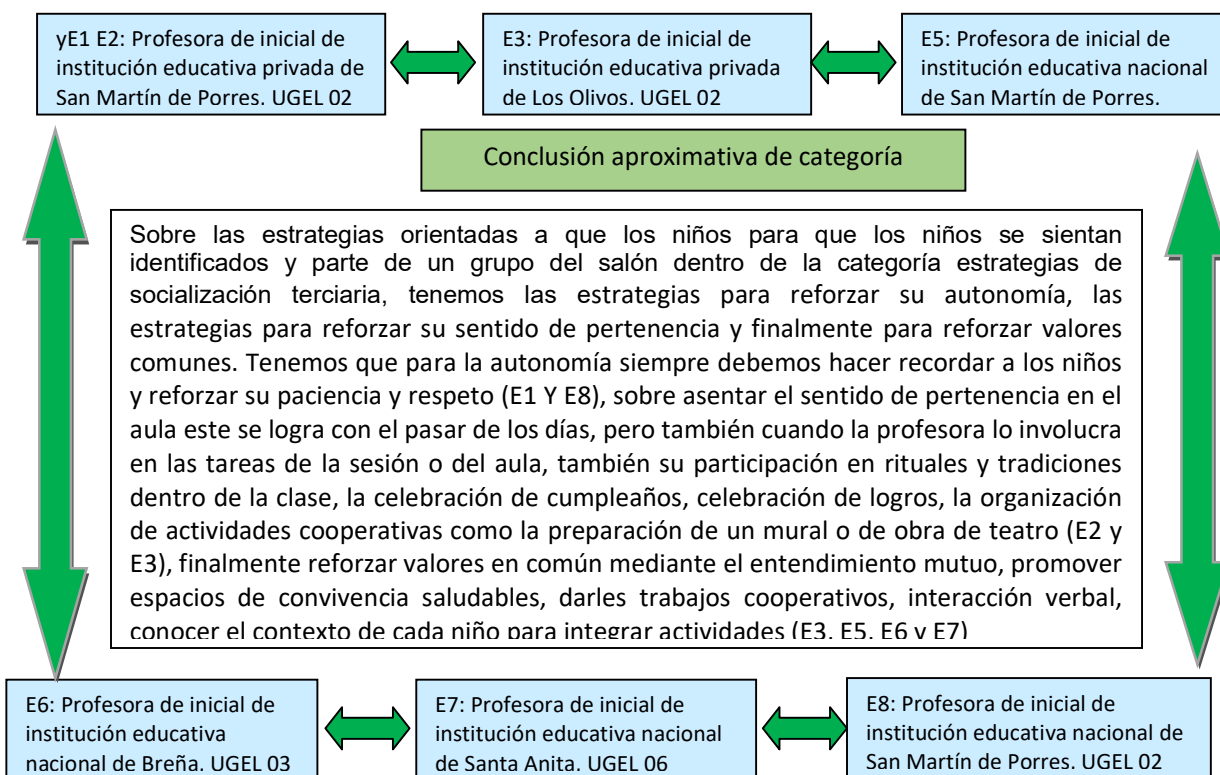 yE1 E2: Profesora de inicial de
institución educativa privada de
San Martín de Porres. UGEL 02
E3: Profesora de inicial de
institución educativa privada
de Los Olivos. UGEL 02
E5: Profesora de inicial de
institución educativa nacional
de San Martín de Porres.
Conclusión aproximativa de categoría
Sobre las estrategias orientadas a que los niños para que los niños se sientan
identificados y parte de un grupo del salón dentro de la categoría estrategias de
socialización terciaria, tenemos las estrategias para reforzar su autonomía, las
estrategias para reforzar su sentido de pertenencia y finalmente para reforzar valores
comunes. Tenemos que para la autonomía siempre debemos hacer recordar a los niños
y reforzar su paciencia y respeto (E1 Y E8), sobre asentar el sentido de pertenencia en el
aula este se logra con el pasar de los días, pero también cuando la profesora lo involucra
en las tareas de la sesión o del aula, también su participación en rituales y tradiciones
dentro de la clase, la celebración de cumpleaños, celebración de logros, la organización
de actividades cooperativas como la preparación de un mural o de obra de teatro (E2 y
E3), finalmente reforzar valores en común mediante el entendimiento mutuo, promover
espacios de convivencia saludables, darles trabajos cooperativos, interacción verbal,
conocer el contexto de cada niño para integrar actividades (E3, E5, E6 y E7)
E6: Profesora de inicial de
institución educativa
nacional de Breña. UGEL 03
E7: Profesora de inicial de
institución educativa nacional
de Santa Anita. UGEL 06
E8: Profesora de inicial de
institución educativa nacional de
San Martín de Porres. UGEL 02